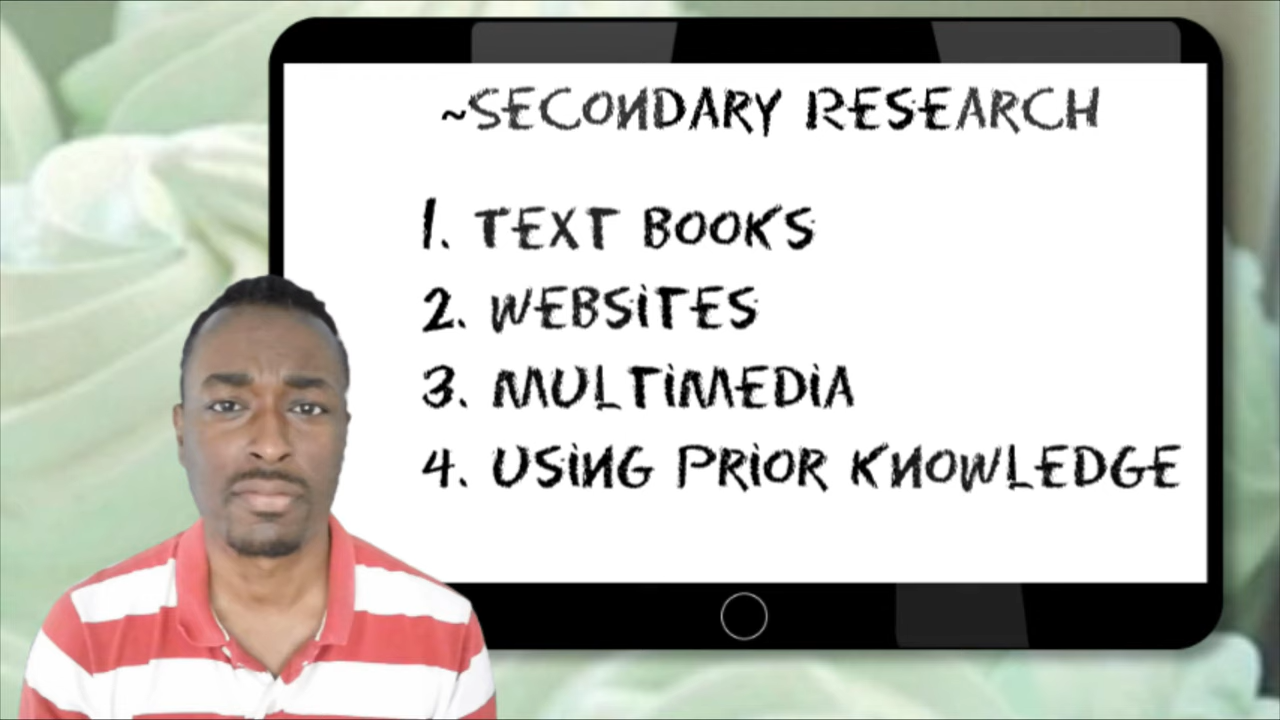 ~SECONDARY RESEARCH
1. TEXT BOOKS
2. WEBSITES
3. MULTIMEDIA
4. USING PRIOR KNOWLEDGE